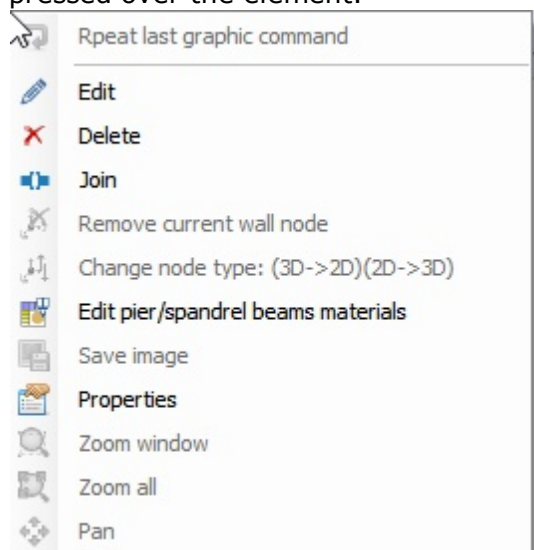 pressed over the element.
Rpeat last graphic command
Edit
Delete
Join
Remove current wall node
Change node type: (3D->2D)(2D->3D)
Edit pier/spandrel beams materials
Save image
Properties
Zoom window
Zoom all
Pan